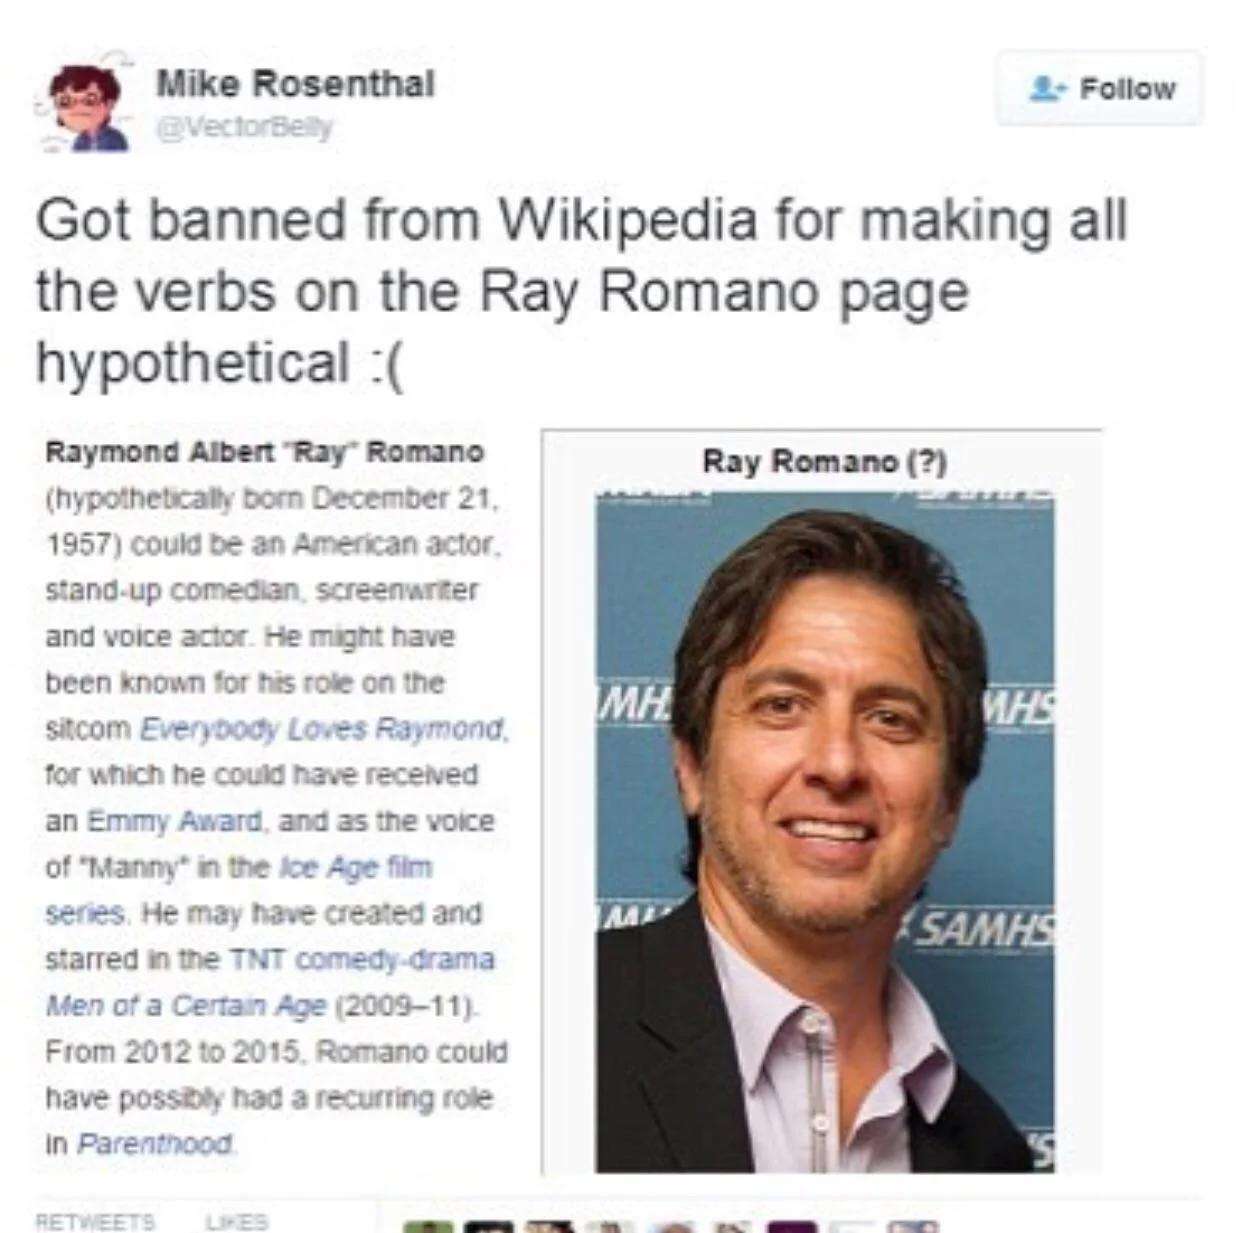 Mike Rosenthal
@VectorBelly
Follow
Got banned from Wikipedia for making all
the verbs on the Ray Romano page
hypothetical :(
Raymond Albert "Ray" Romano
(hypothetically born December 21,
1957) could be an American actor,
stand-up comedian, screenwriter
and voice actor. He might have
been known for his role on the
sitcom Everybody Loves Raymond,
for which he could have received
an Emmy Award, and as the voice
of "Manny" in the Ice Age film
series. He may have created and
starred in the TNT comedy-drama
Men of a Certain Age (2009–11).
From 2012 to 2015, Romano could
have possibly had a recurring role
in Parenthood.
Ray Romano (?)
MH
MHS
SAMHS
RETWEETS LIKES